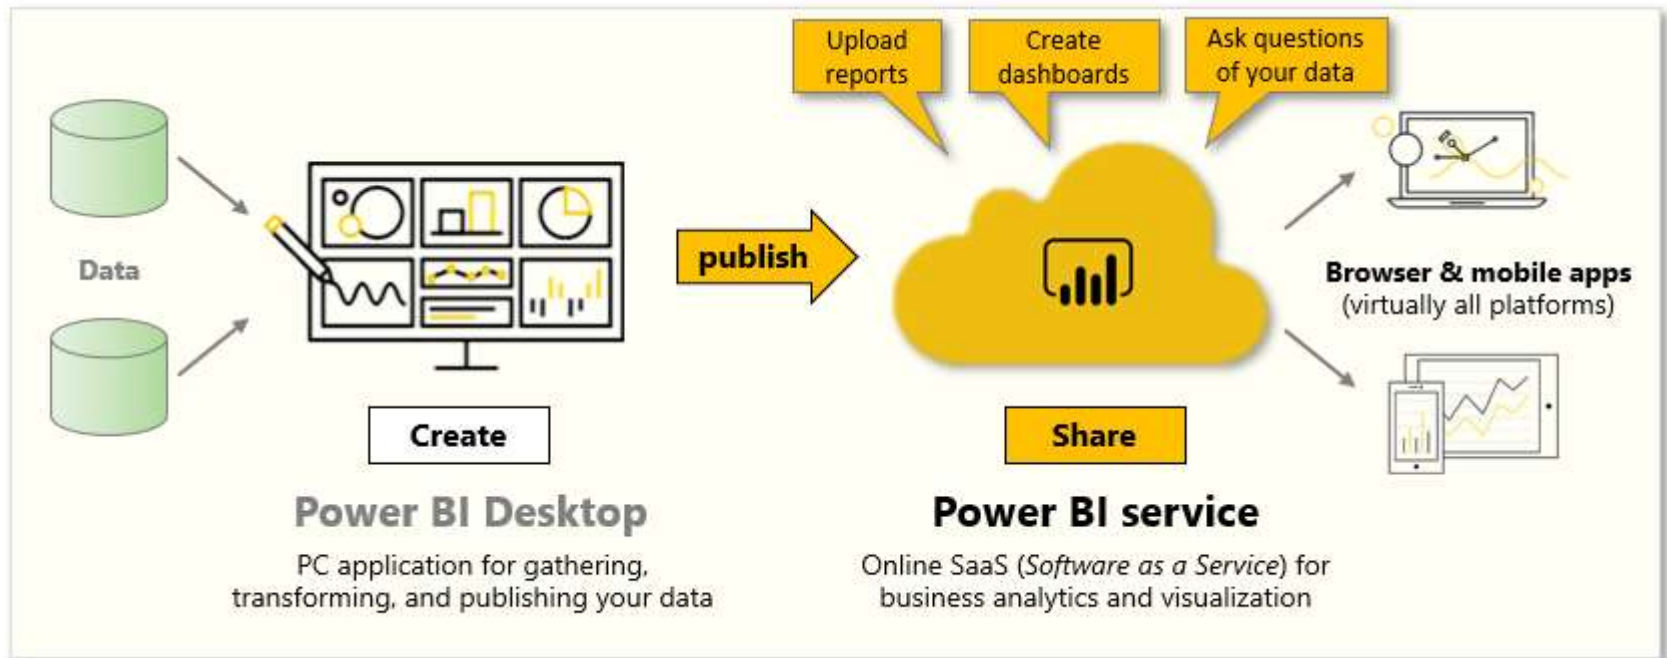 Upload
reports
Create
dashboards
Ask questions
of your data
Data
publish
Browser & mobile apps
(virtually all platforms)
Create
Share
Power BI Desktop
PC application for gathering,
transforming, and publishing your data
Power BI service
Online SaaS (Software as a Service) for
business analytics and visualization